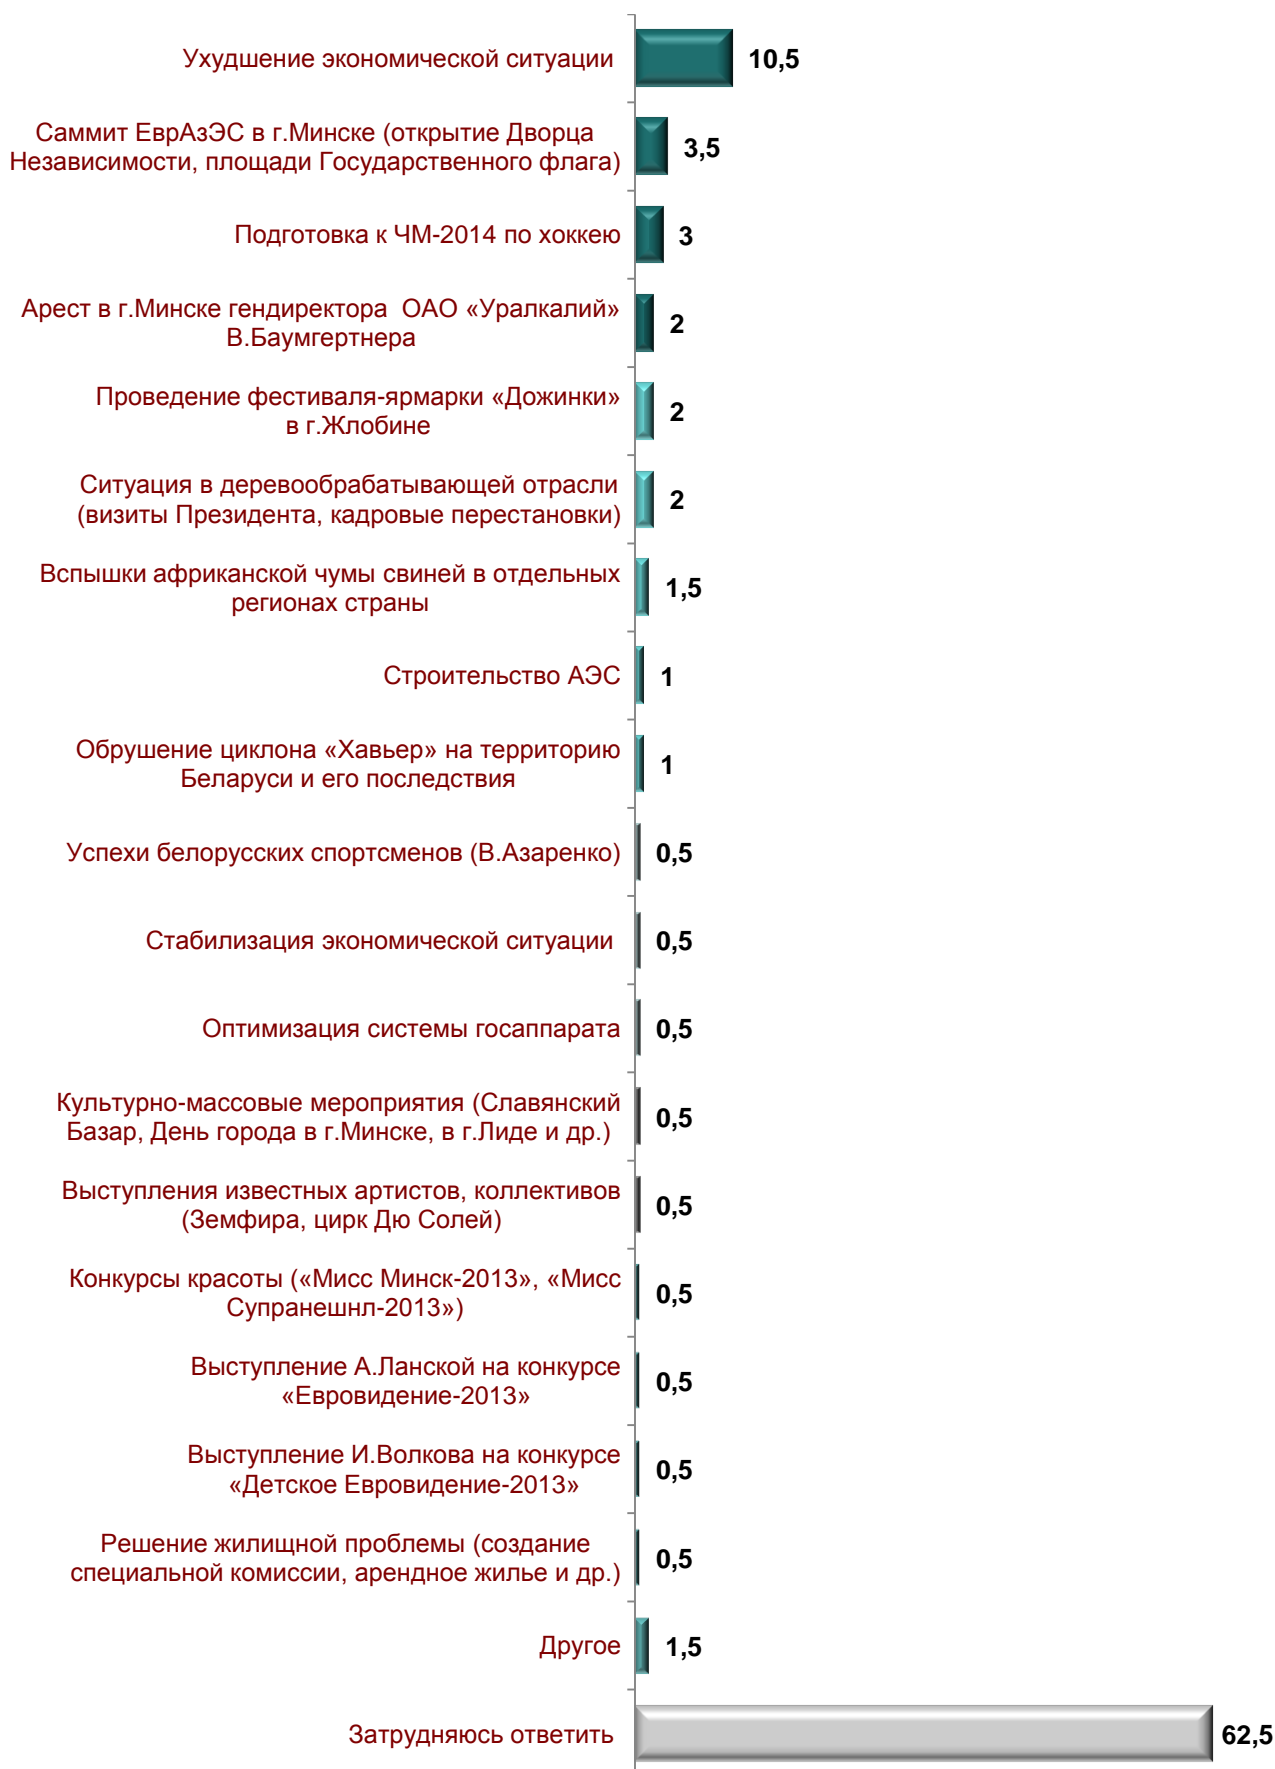 Ухудшение экономической ситуации 10,5
Саммит ЕврАзЭС в г.Минске (открытие Дворца
Независимости, площади Государственного флага) 3,5
Подготовка к ЧМ-2014 по хоккею 3
Арест в г.Минске гендиректора ОАО «Уралкалий»
В.Баумгертнера 2
Проведение фестиваля-ярмарки «Дожинки»
в г.Жлобине 2
Ситуация в деревообрабатывающей отрасли
(визиты Президента, кадровые перестановки) 2
Вспышки африканской чумы свиней в отдельных
регионах страны 1,5
Строительство АЭС 1
Обрушение циклона «Хавьер» на территорию
Беларуси и его последствия 1
Успехи белорусских спортсменов (В.Азаренко) 0,5
Стабилизация экономической ситуации 0,5
Оптимизация системы госаппарата 0,5
Культурно-массовые мероприятия (Славянский
Базар, День города в г.Минске, в г.Лиде и др.) 0,5
Выступления известных артистов, коллективов
(Земфира, цирк Дю Солей) 0,5
Конкурсы красоты («Мисс Минск-2013», «Мисс
Супранешнл-2013») 0,5
Выступление А.Ланской на конкурсе
«Евровидение-2013» 0,5
Выступление И.Волкова на конкурсе
«Детское Евровидение-2013» 0,5
Решение жилищной проблемы (создание
специальной комиссии, арендное жилье и др.) 0,5
Другое 1,5
Затрудняюсь ответить 62,5